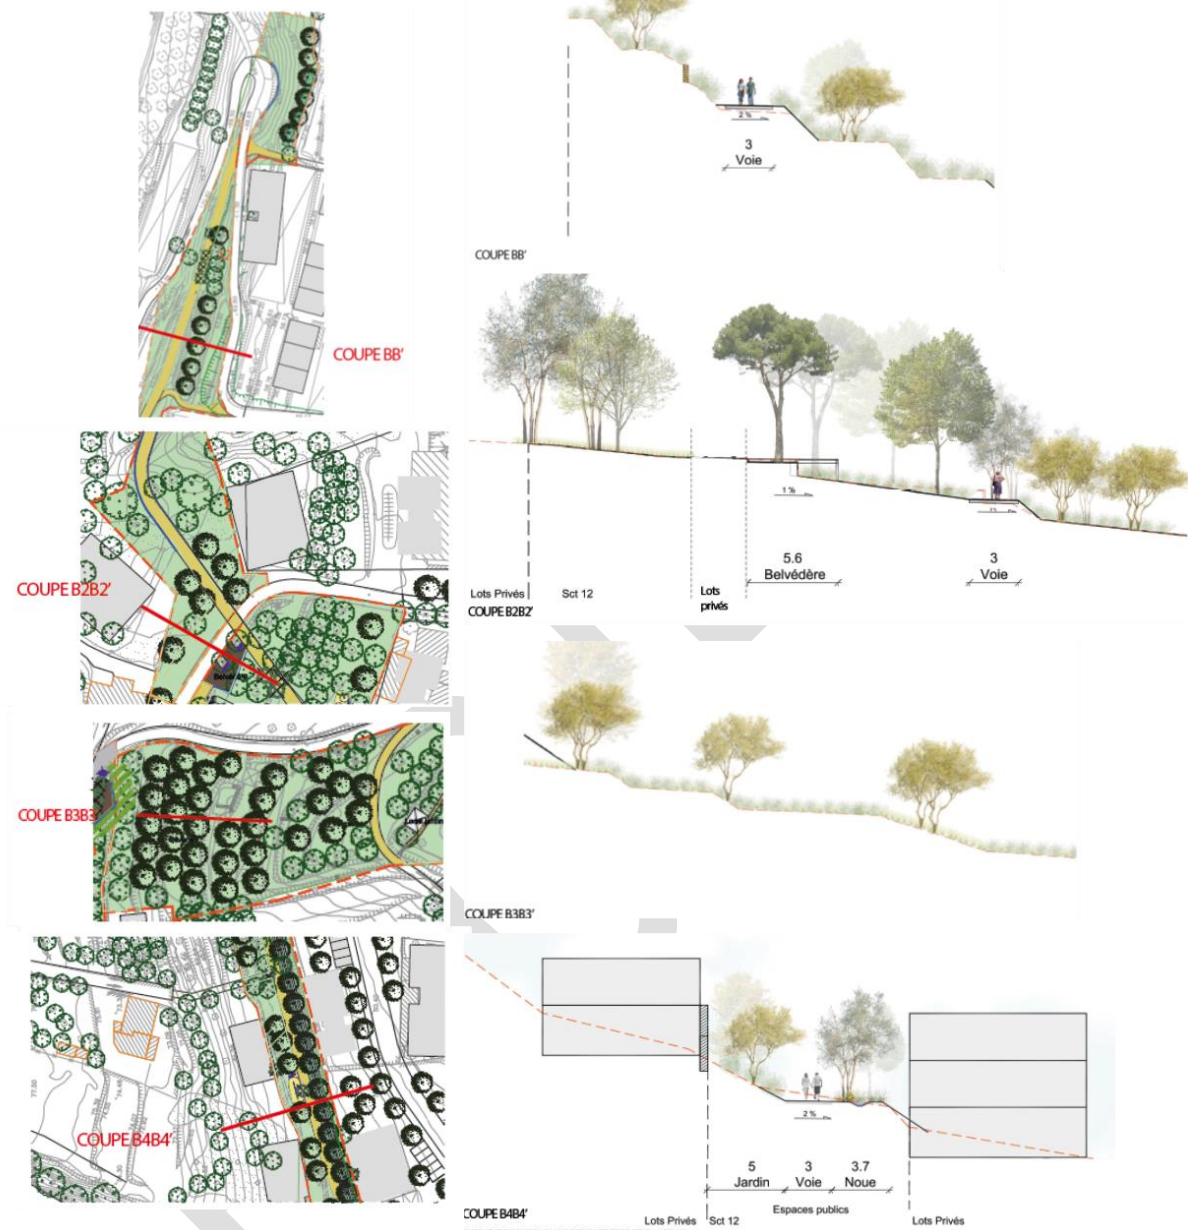 2 %
3
Voie
COUPE BB'
COUPE BB'
1 %
5.6
Belvédère
3
Voie
Lots Privés
Sct 12
Lots
privés
COUPE B2B2'
COUPE B2B2'
COUPE B3B3'
COUPE B3B3'
2 %
5
Jardin
3
Voie
3.7
Noue
Espaces publics
Lots Privés
Sct 12
Lots Privés
COUPE B4B4'
COUPE B4B4'
77.50